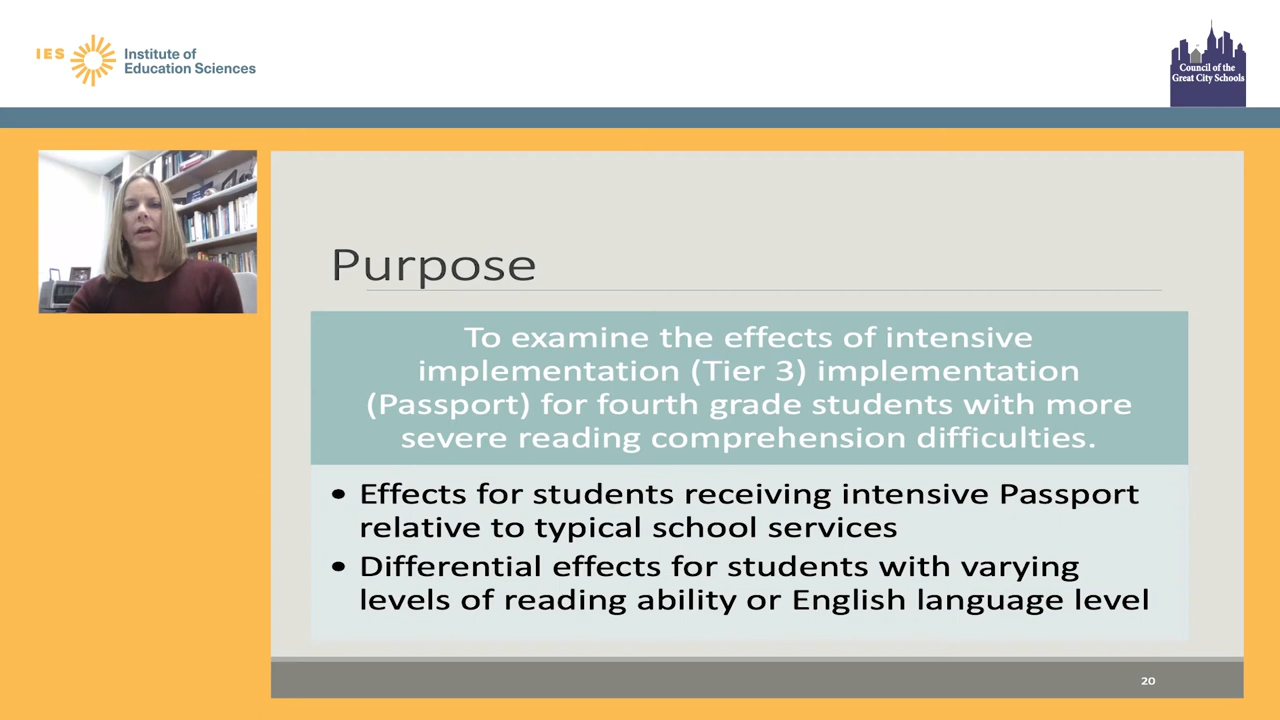 IES
Institute of
Education Sciences
Council of the
Great City Schools
Purpose
To examine the effects of intensive
implementation (Tier 3) implementation
(Passport) for fourth grade students with more
severe reading comprehension difficulties.
• Effects for students receiving intensive Passport
relative to typical school services
• Differential effects for students with varying
levels of reading ability or English language level
20